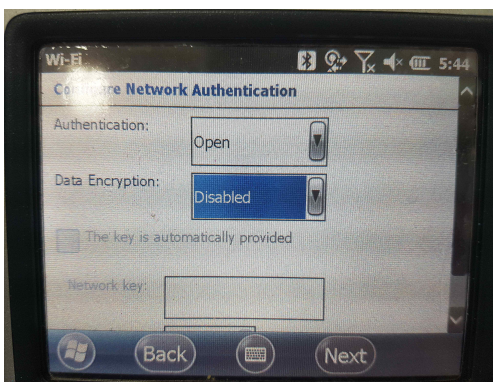 Wi-Fi 5:44
Configure Network Authentication
Authentication: Open
Data Encryption: Disabled
The key is automatically provided
Network key:
Back Next